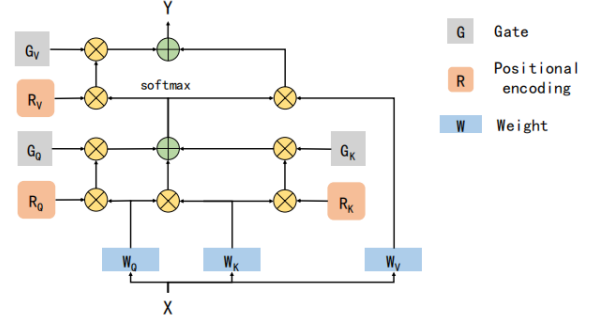 Y
G_V
R_V
softmax
G_Q
G_K
R_Q
R_K
W_Q
W_K
W_V
X
G Gate
R Positional
encoding
W Weight